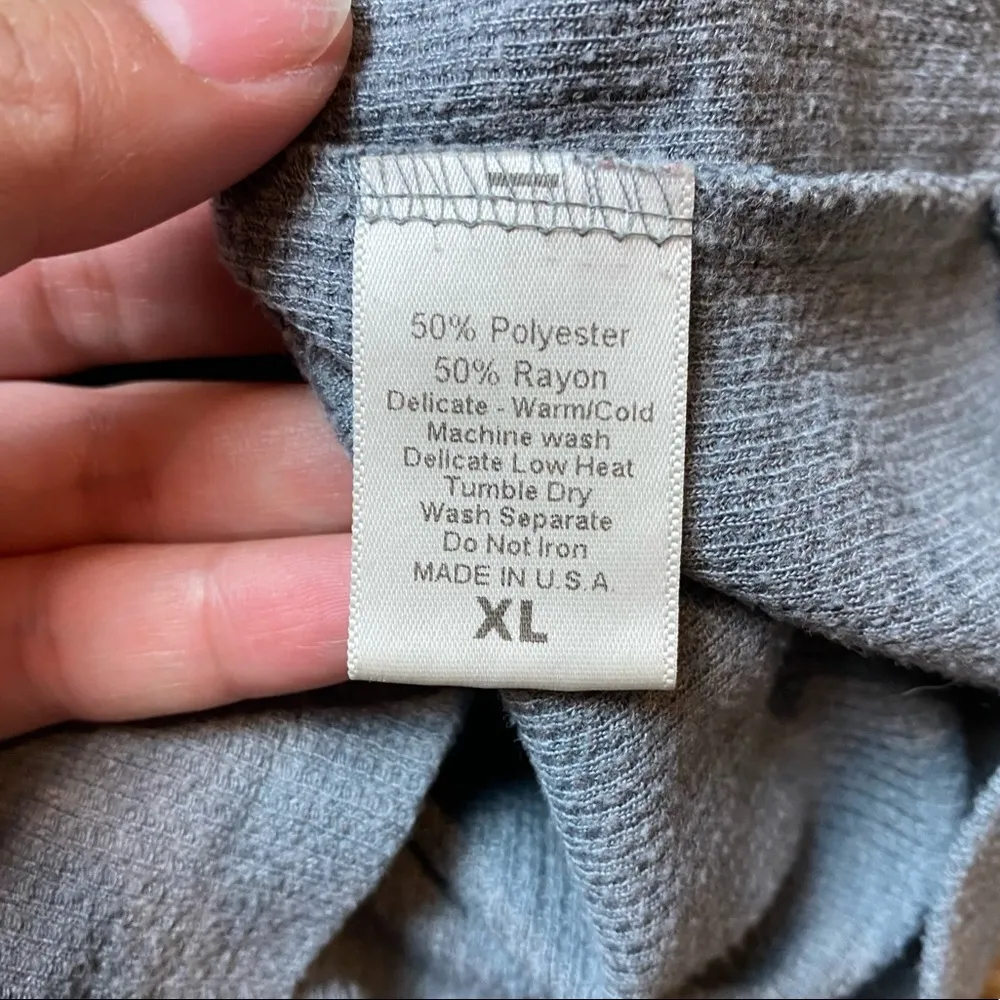 50% Polyester
50% Rayon
Delicate - Warm/Cold
Machine wash
Delicate Low Heat
Tumble Dry
Wash Separate
Do Not Iron
MADE IN U.S.A.
XL